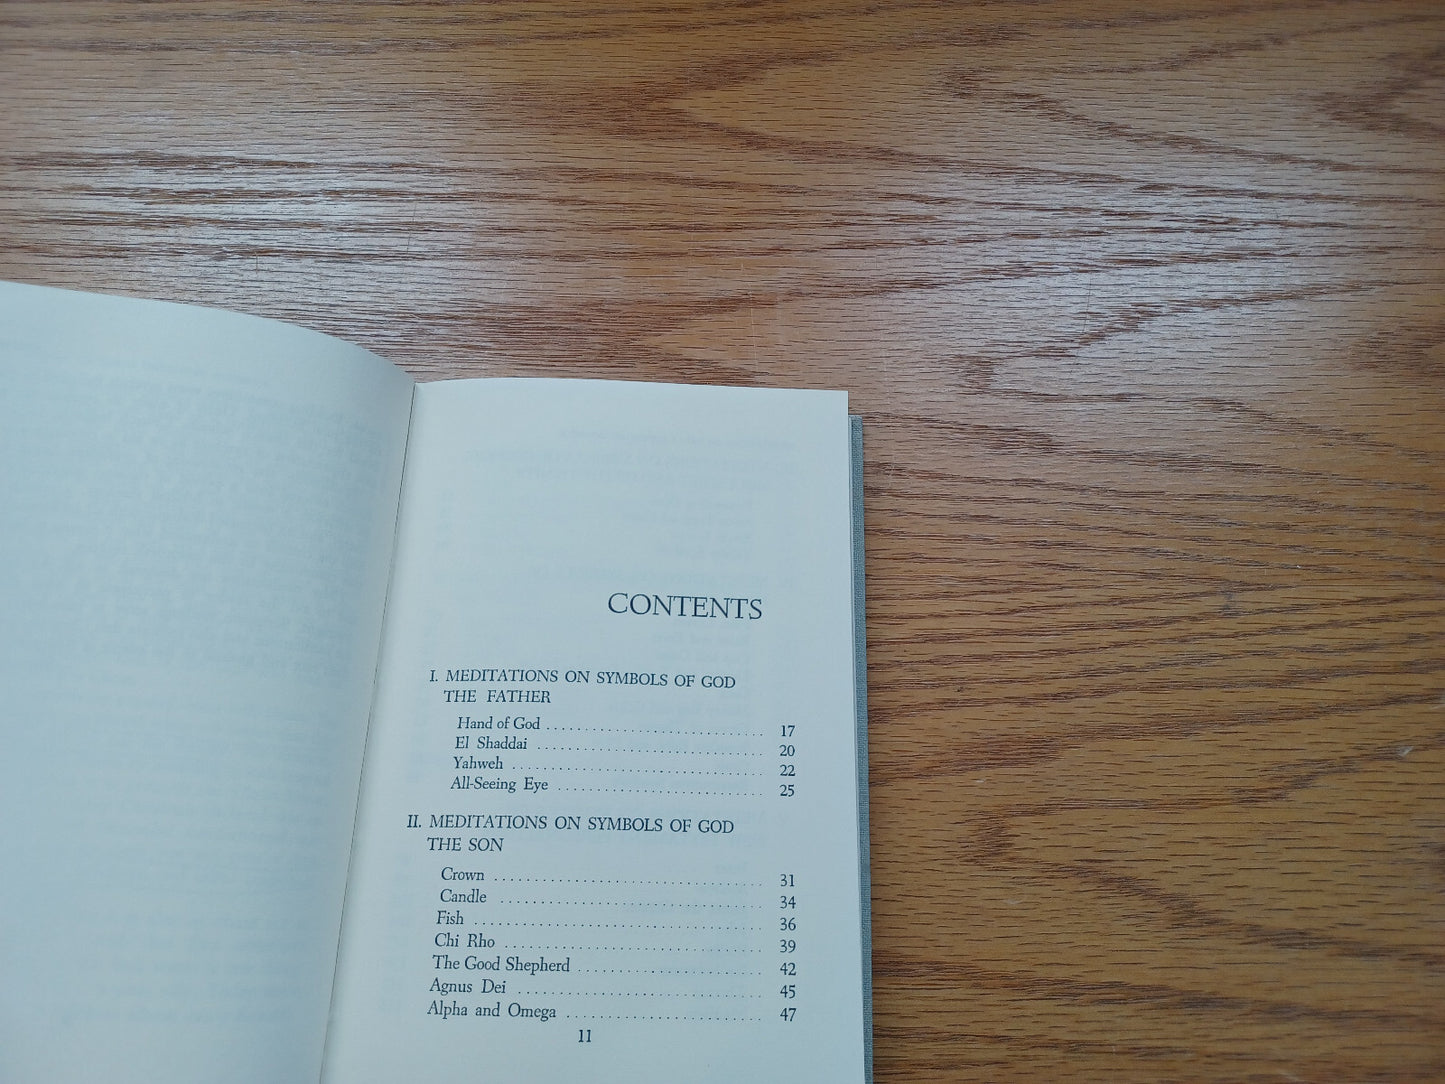 CONTENTS
I. MEDITATIONS ON SYMBOLS OF GOD
THE FATHER
Hand of God . . . . . . . . . . . . . . . . . . . . . . . . . . . . . 17
El Shaddai . . . . . . . . . . . . . . . . . . . . . . . . . . . . . . 20
Yahweh . . . . . . . . . . . . . . . . . . . . . . . . . . . . . . . . . 22
All-Seeing Eye . . . . . . . . . . . . . . . . . . . . . . . . . . . 25
II. MEDITATIONS ON SYMBOLS OF GOD
THE SON
Crown . . . . . . . . . . . . . . . . . . . . . . . . . . . . . . . . . . 31
Candle . . . . . . . . . . . . . . . . . . . . . . . . . . . . . . . . . 34
Fish . . . . . . . . . . . . . . . . . . . . . . . . . . . . . . . . . . . . 36
Chi Rho . . . . . . . . . . . . . . . . . . . . . . . . . . . . . . . . 39
The Good Shepherd . . . . . . . . . . . . . . . . . . . . . . . 42
Agnus Dei . . . . . . . . . . . . . . . . . . . . . . . . . . . . . . 45
Alpha and Omega . . . . . . . . . . . . . . . . . . . . . . . . 47
11